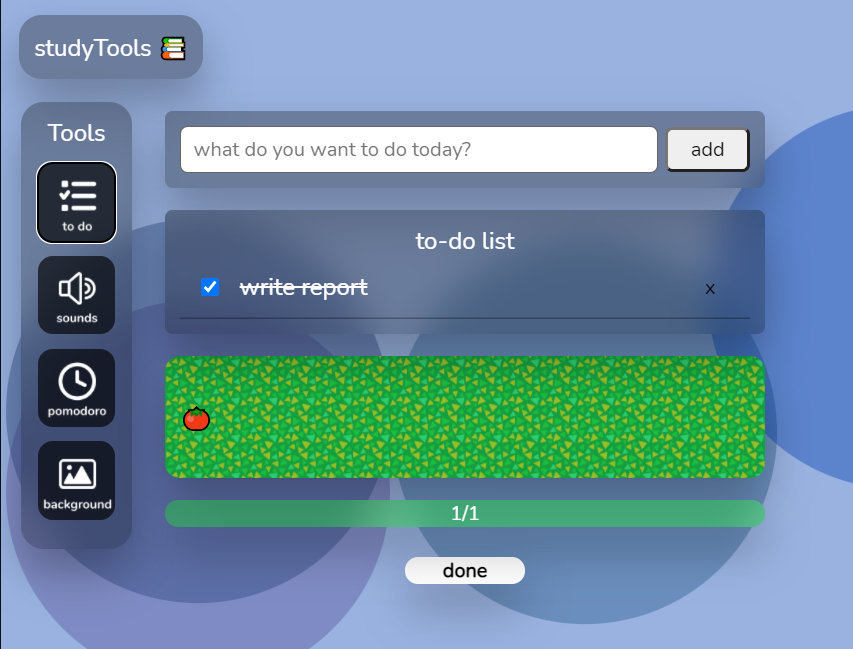 studyTools
Tools
to do
sounds
pomodoro
background
what do you want to do today?
add
to-do list
write report
x
1/1
done